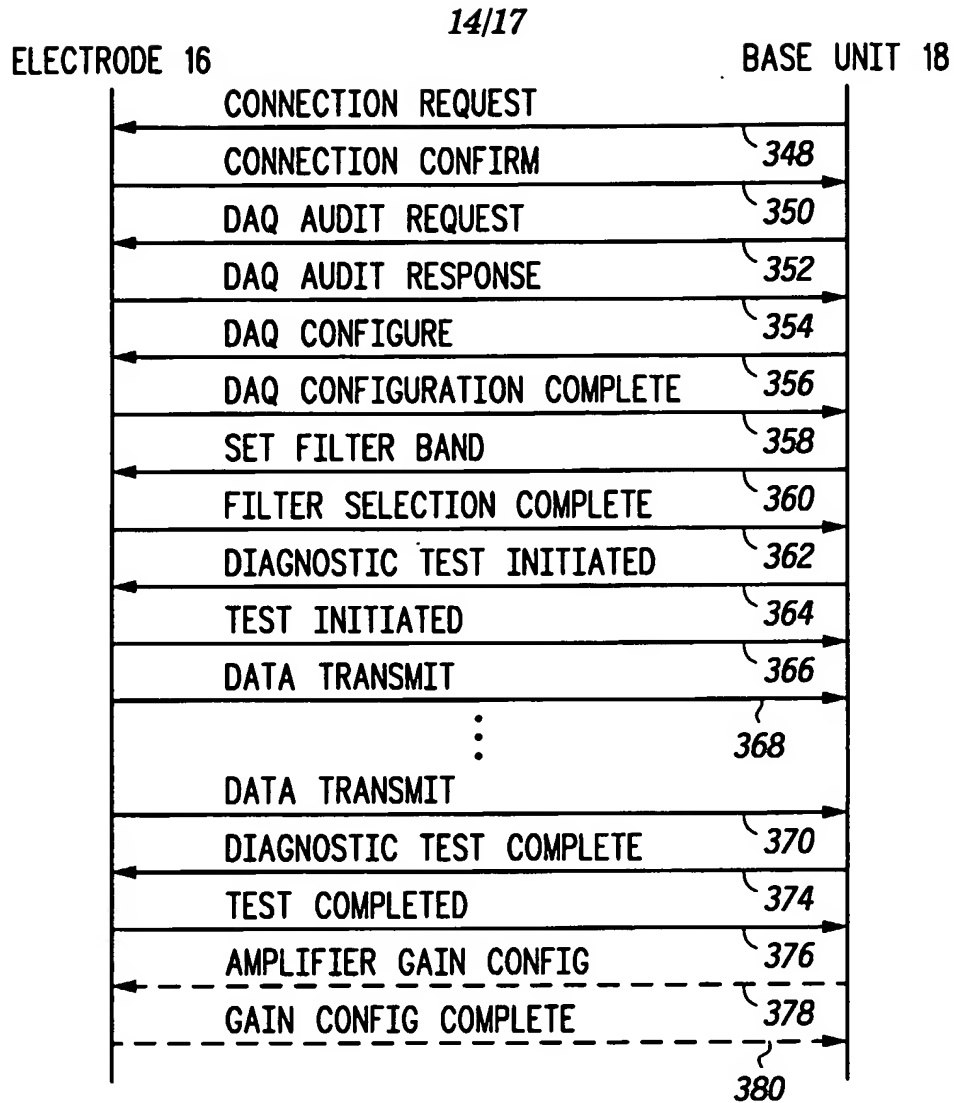 14/17
ELECTRODE 16
BASE UNIT 18
CONNECTION REQUEST
348
CONNECTION CONFIRM
350
DAQ AUDIT REQUEST
352
DAQ AUDIT RESPONSE
354
DAQ CONFIGURE
356
DAQ CONFIGURATION COMPLETE
358
SET FILTER BAND
360
FILTER SELECTION COMPLETE
362
DIAGNOSTIC TEST INITIATED
364
TEST INITIATED
366
DATA TRANSMIT
368
DATA TRANSMIT
370
DIAGNOSTIC TEST COMPLETE
374
TEST COMPLETED
376
AMPLIFIER GAIN CONFIG
378
GAIN CONFIG COMPLETE
380